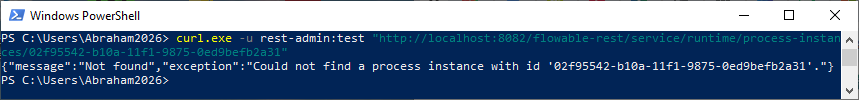 Windows PowerShell
PS C:\Users\Abraham2026> curl.exe -u rest-admin:test "http://localhost:8082/flowable-rest/service/runtime/process-instan
ces/02f95542-b10a-11f1-9875-0ed9befb2a31"
{"message":"Not found","exception":"Could not find a process instance with id '02f95542-b10a-11f1-9875-0ed9befb2a31'."}
PS C:\Users\Abraham2026>